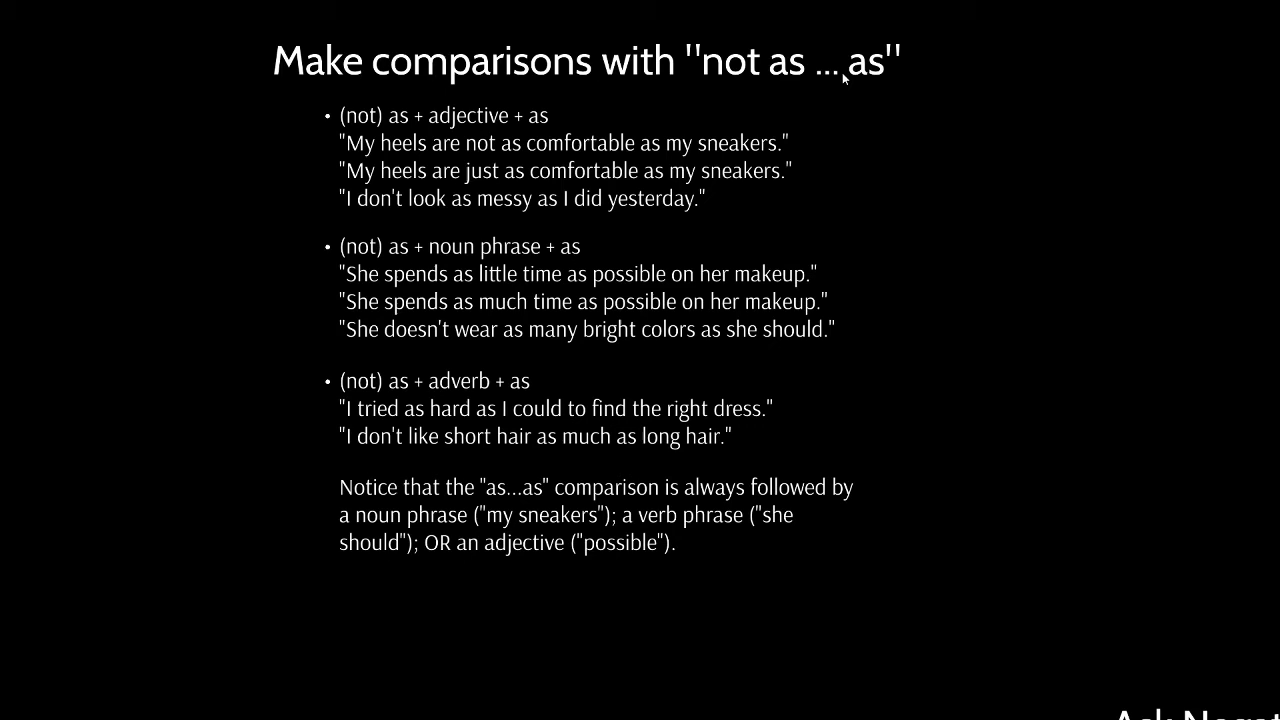 Make comparisons with "not as ... as"
• (not) as + adjective + as
"My heels are not as comfortable as my sneakers."
"My heels are just as comfortable as my sneakers."
"I don't look as messy as I did yesterday."
• (not) as + noun phrase + as
"She spends as little time as possible on her makeup."
"She spends as much time as possible on her makeup."
"She doesn't wear as many bright colors as she should."
• (not) as + adverb + as
"I tried as hard as I could to find the right dress."
"I don't like short hair as much as long hair."
Notice that the "as...as" comparison is always followed by
a noun phrase ("my sneakers"); a verb phrase ("she
should"); OR an adjective ("possible").
Ask